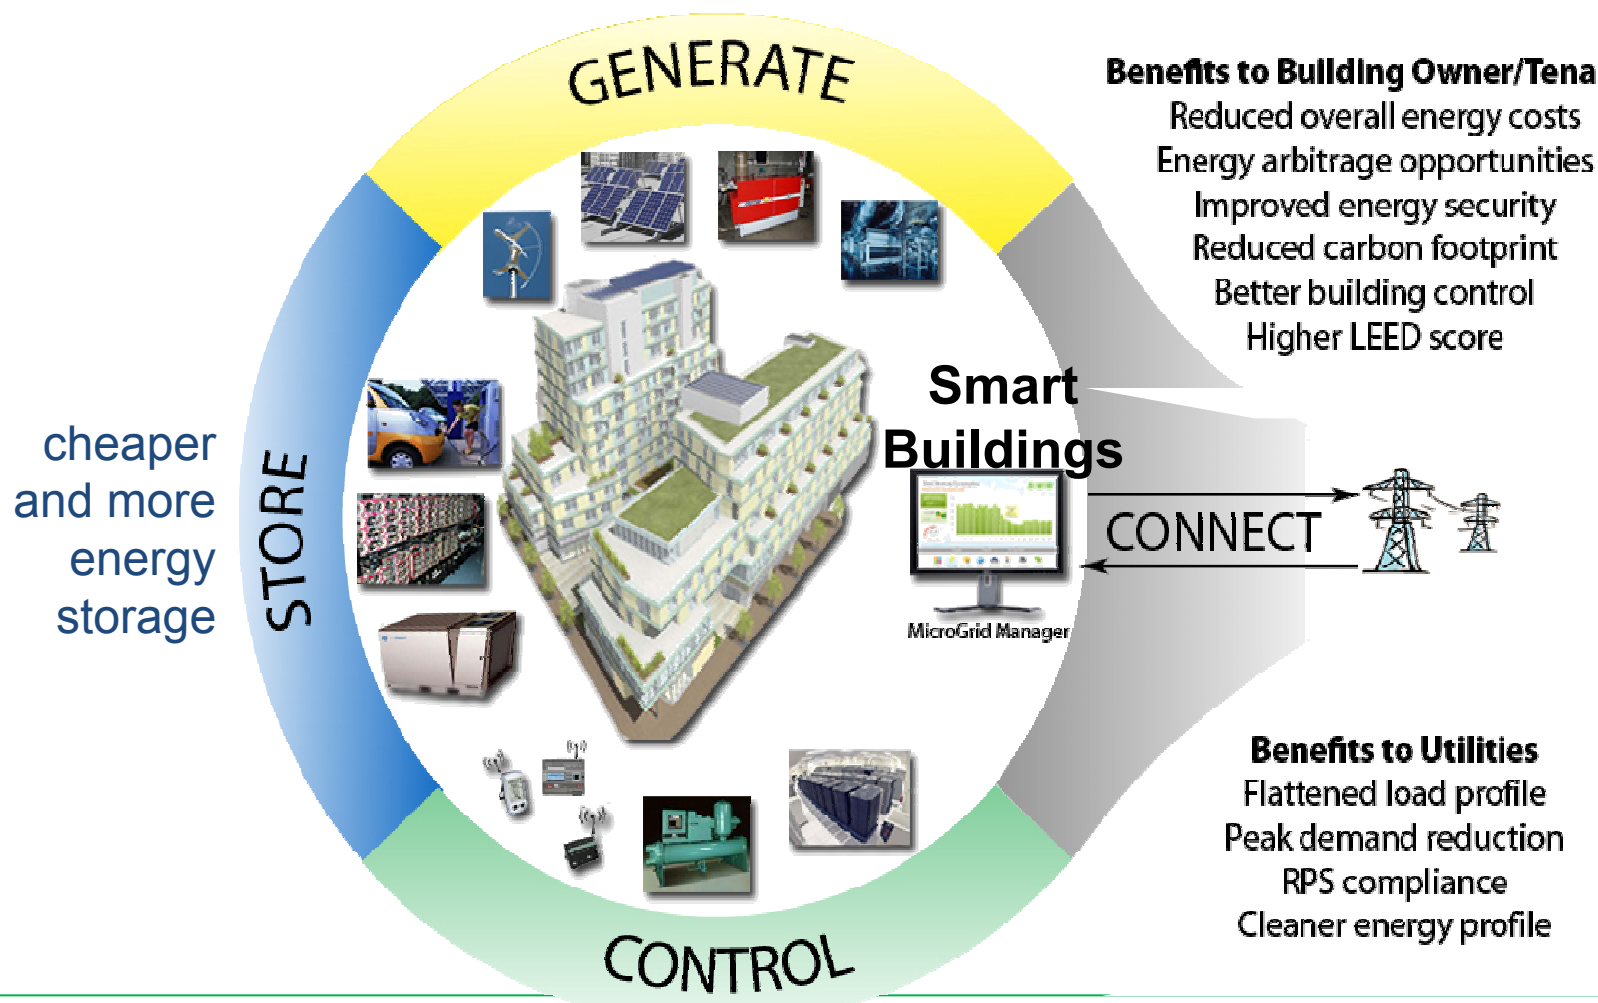 GENERATE
Benefits to Building Owner/Tena
Reduced overall energy costs
Energy arbitrage opportunities
Improved energy security
Reduced carbon footprint
Better building control
Higher LEED score
Smart
Buildings
cheaper
and more
energy
storage
STORE
CONNECT
MicroGrid Manager
Benefits to Utilities
Flattened load profile
Peak demand reduction
RPS compliance
Cleaner energy profile
CONTROL